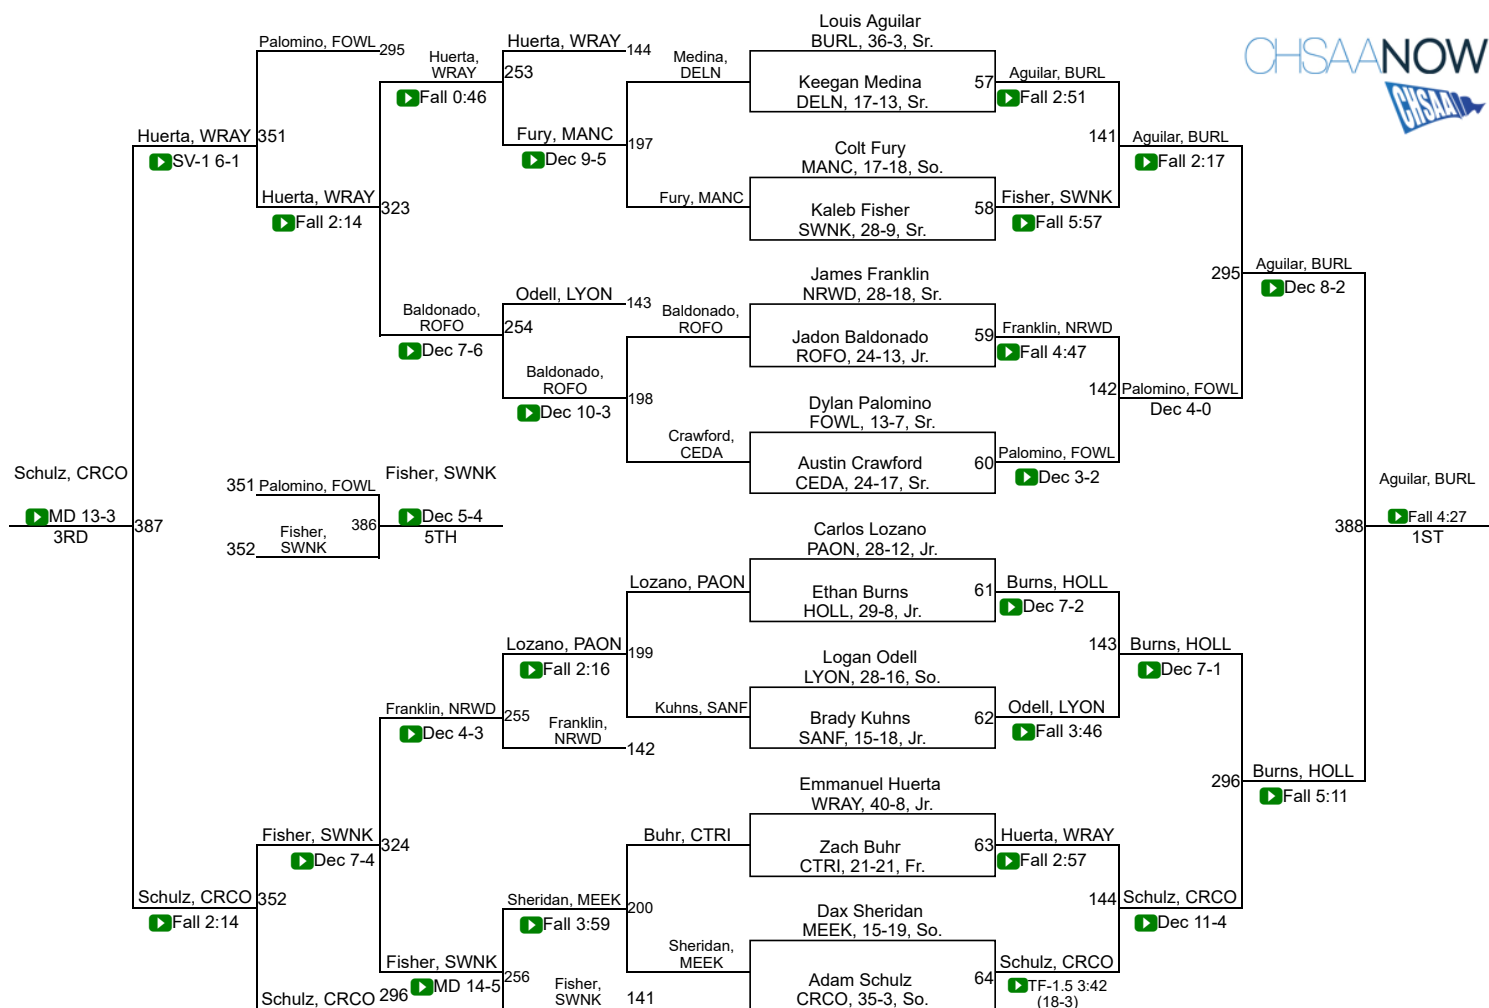 CHSAANOW
CHSAA
Palomino, FOWL 295
Huerta, WRAY 351
SV-1 6-1
Huerta, WRAY
Fall 2:14
323
Huerta,
WRAY
Fall 0:46
253
Huerta, WRAY 144
Fury, MANC
Dec 9-5
197
Medina,
DELN
Fury, MANC
Baldonado,
ROFO
Dec 7-6
254
Odell, LYON 143
Baldonado,
ROFO
Dec 10-3
198
Baldonado,
ROFO
Crawford,
CEDA
Schulz, CRCO
MD 13-3
3RD
387
351 Palomino, FOWL
352 Fisher,
SWNK
386
Fisher, SWNK
Dec 5-4
5TH
Lozano, PAON
Lozano, PAON
Fall 2:16
199
Kuhns, SANF
Franklin, NRWD
Dec 4-3
255
Franklin,
NRWD
142
Fisher, SWNK
Dec 7-4
324
Schulz, CRCO 352
Fall 2:14
Buhr, CTRI
Sheridan, MEEK
Fall 3:59
200
Sheridan,
MEEK
Fisher, SWNK
MD 14-5
256
Fisher,
SWNK
141
Schulz, CRCO 296
Louis Aguilar
BURL, 36-3, Sr.
Keegan Medina
DELN, 17-13, Sr.
57
Aguilar, BURL
Fall 2:51
Colt Fury
MANC, 17-18, So.
Kaleb Fisher
SWNK, 28-9, Sr.
58
Fisher, SWNK
Fall 5:57
141
Aguilar, BURL
Fall 2:17
James Franklin
NRWD, 28-18, Sr.
Jadon Baldonado
ROFO, 24-13, Jr.
59
Franklin, NRWD
Fall 4:47
Dylan Palomino
FOWL, 13-7, Sr.
Austin Crawford
CEDA, 24-17, Sr.
60
Palomino, FOWL
Dec 3-2
142
Palomino, FOWL
Dec 4-0
295
Aguilar, BURL
Dec 8-2
Carlos Lozano
PAON, 28-12, Jr.
Ethan Burns
HOLL, 29-8, Jr.
61
Burns, HOLL
Dec 7-2
Logan Odell
LYON, 28-16, So.
Brady Kuhns
SANF, 15-18, Jr.
62
Odell, LYON
Fall 3:46
143
Burns, HOLL
Dec 7-1
Emmanuel Huerta
WRAY, 40-8, Jr.
Zach Buhr
CTRI, 21-21, Fr.
63
Huerta, WRAY
Fall 2:57
Dax Sheridan
MEEK, 15-19, So.
Adam Schulz
CRCO, 35-3, So.
64
Schulz, CRCO
TF-1.5 3:42
(18-3)
144
Schulz, CRCO
Dec 11-4
296
Burns, HOLL
Fall 5:11
388
Aguilar, BURL
Fall 4:27
1ST